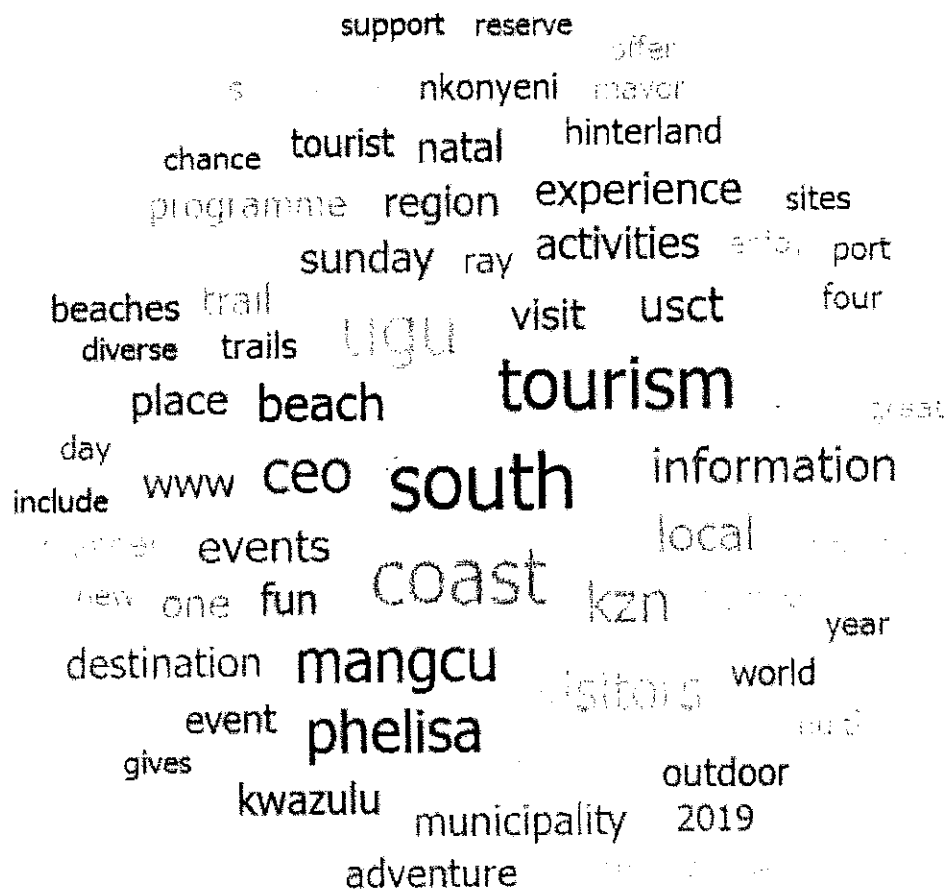 support reserve
offer
s nkonyeni mayor
chance tourist natal hinterland
programme region experience sites
sunday ray activities port
beaches trail visit usct four
diverse trails ugu
place beach tourism great
day
include www ceo south information
events local
new one fun coast kzn year
destination mangcu visitors world
event phelisa
gives outdoor
kwazulu municipality 2019
adventure